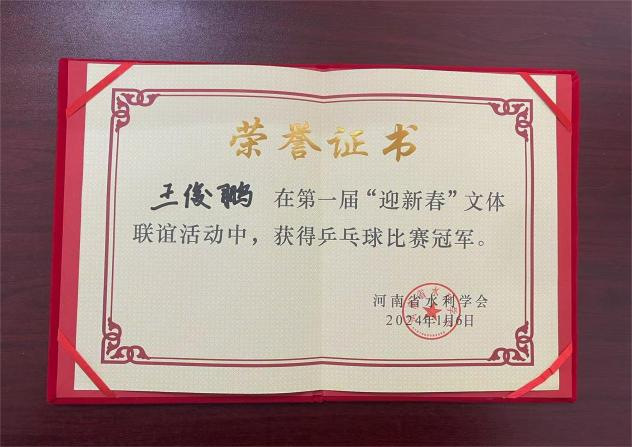 荣誉证书
王俊鹏 在第一届“迎新春”文体
联谊活动中，获得乒乓球比赛冠军。
河南省水利学会
2024年1月6日